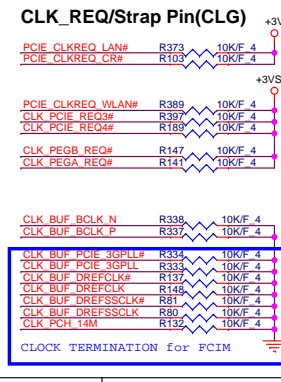 CLK_REQ/Strap Pin(CLG)
+3V
PCIE_CLKREQ_LAN# R373 10K/F_4
PCIE_CLKREQ_CR# R103 10K/F_4
+3VS
PCIE_CLKREQ_WLAN# R389 10K/F_4
CLK_PCIE_REQ3# R397 10K/F_4
CLK_PCIE_REQ4# R189 10K/F_4
CLK_PEGB_REQ# R147 10K/F_4
CLK_PEGA_REQ# R141 10K/F_4
CLK_BUF_BCLK_N R338 10K/F_4
CLK_BUF_BCLK_P R337 10K/F_4
CLK_BUF_PCIE_3GPLL# R334 10K/F_4
CLK_BUF_PCIE_3GPLL R333 10K/F_4
CLK_BUF_DREFCLK# R137 10K/F_4
CLK_BUF_DREFCLK R148 10K/F_4
CLK_BUF_DREFSSCLK# R81 10K/F_4
CLK_BUF_DREFSSCLK R80 10K/F_4
CLK_PCH_14M R132 10K/F_4
CLOCK TERMINATION for FCIM